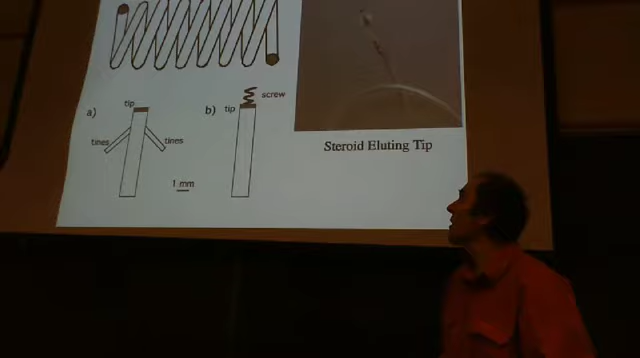 screw
tip
tip
a)
b)
tines
tines
Steroid Eluting Tip
1 mm